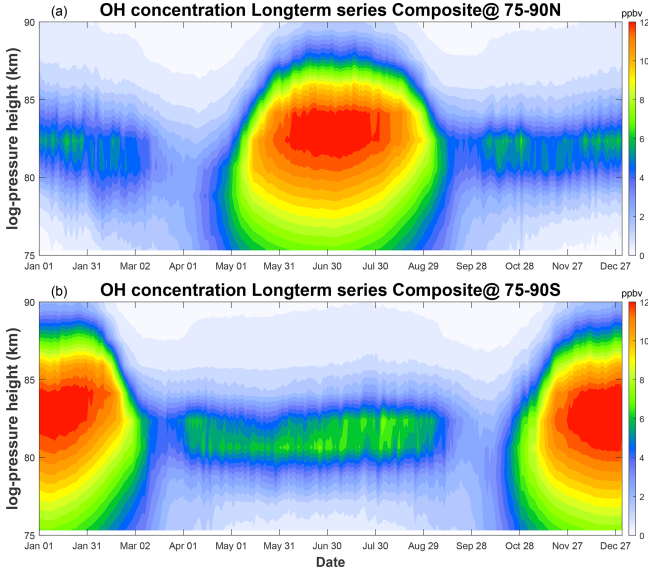 (a) OH concentration Longterm series Composite@ 75-90N
ppbv
log-pressure height (km)
90
85
80
75
12
10
8
6
4
2
0
Jan 01 Jan 31 Mar 02 Apr 01 May 01 May 31 Jun 30 Jul 30 Aug 29 Sep 28 Oct 28 Nov 27 Dec 27
(b) OH concentration Longterm series Composite@ 75-90S
ppbv
log-pressure height (km)
90
85
80
75
12
10
8
6
4
2
0
Jan 01 Jan 31 Mar 02 Apr 01 May 01 May 31 Jun 30 Jul 30 Aug 29 Sep 28 Oct 28 Nov 27 Dec 27
Date